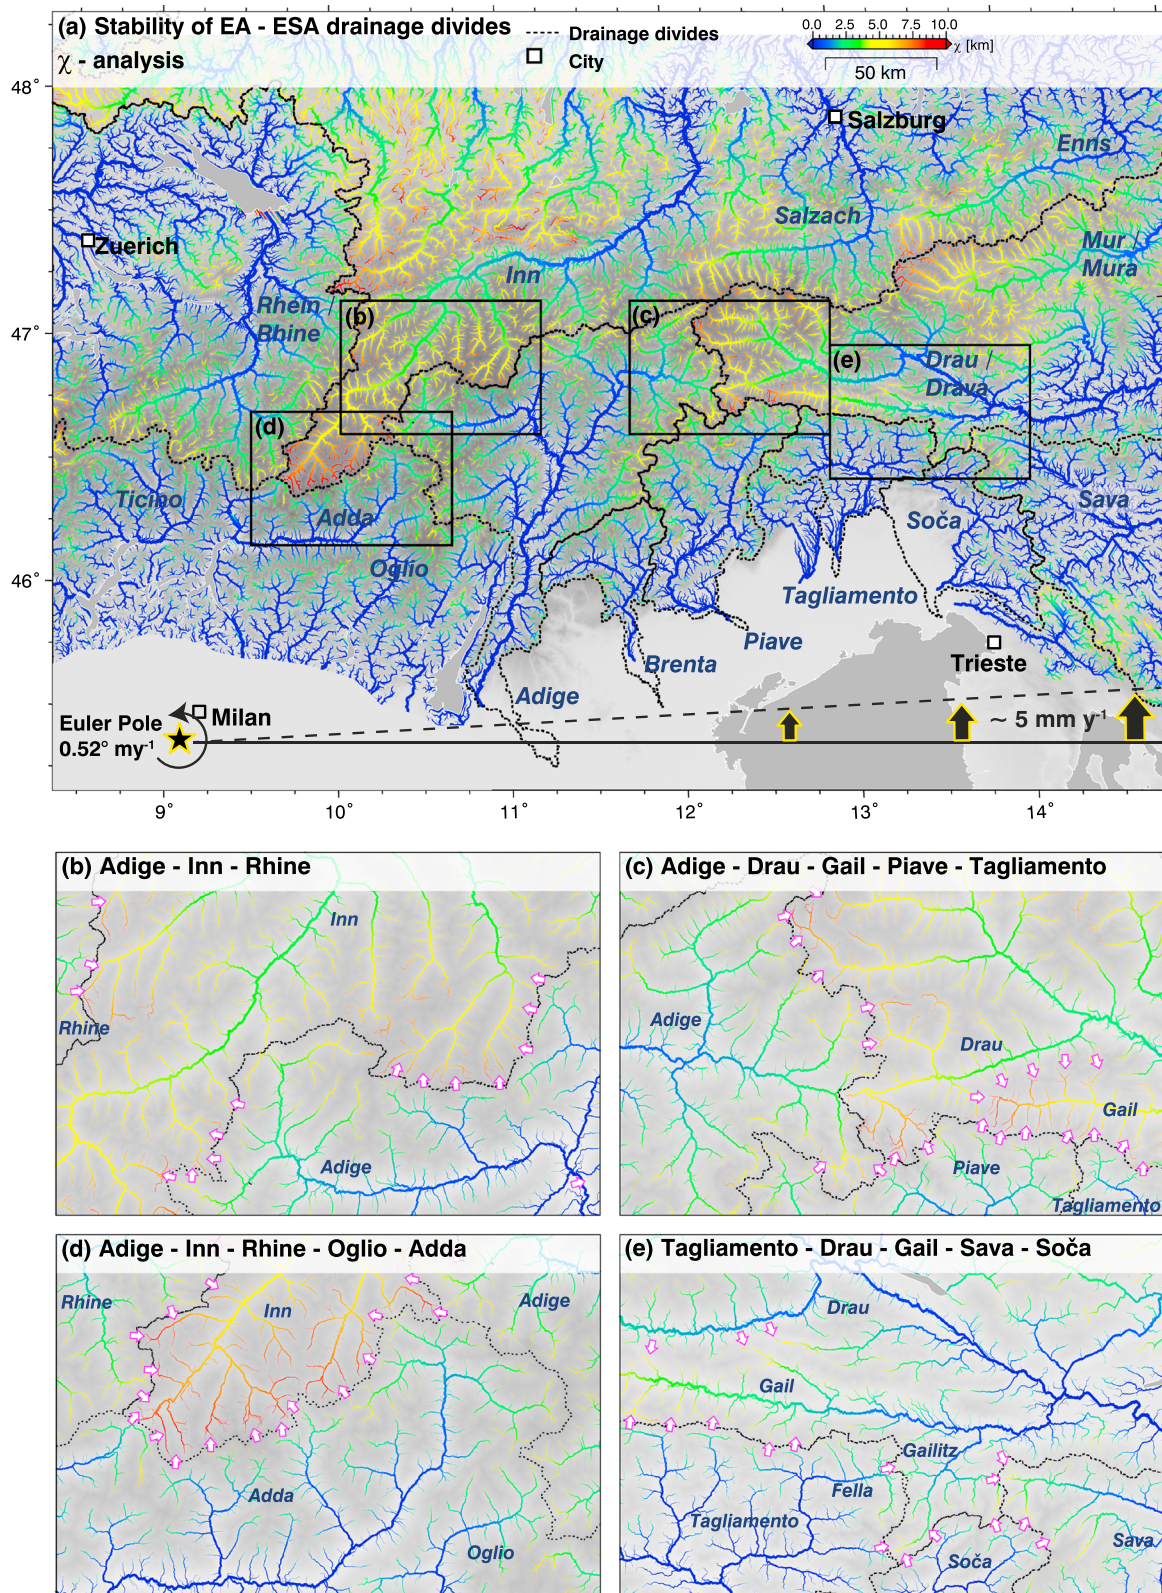 (a) Stability of EA - ESA drainage divides
χ - analysis
Drainage divides
City
0.0 2.5 5.0 7.5 10.0
χ [km]
50 km
48°
47°
46°
Salzburg
Enns
Zuerich
Salzach
Mur /
Mura
Inn
Rhein /
Rhine
(b)
(c)
(e)
Drau /
Drava
(d)
Ticino
Adda
Oglio
Sava
Soča
Tagliamento
Piave
Brenta
Trieste
Adige
Milan
Euler Pole
0.52° my-1
~ 5 mm y-1
9° 10° 11° 12° 13° 14°
(b) Adige - Inn - Rhine
Inn
Rhine
Adige
(c) Adige - Drau - Gail - Piave - Tagliamento
Adige
Drau
Gail
Piave
Tagliamento
(d) Adige - Inn - Rhine - Oglio - Adda
Rhine
Inn
Adige
Adda
Oglio
(e) Tagliamento - Drau - Gail - Sava - Soča
Drau
Gail
Gailitz
Fella
Tagliamento
Sava
Soča